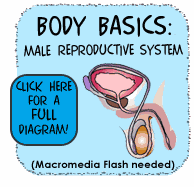 BODY BASICS:
MALE REPRODUCTIVE SYSTEM
CLICK HERE
FOR A
FULL
DIAGRAM!
(Macromedia Flash needed)